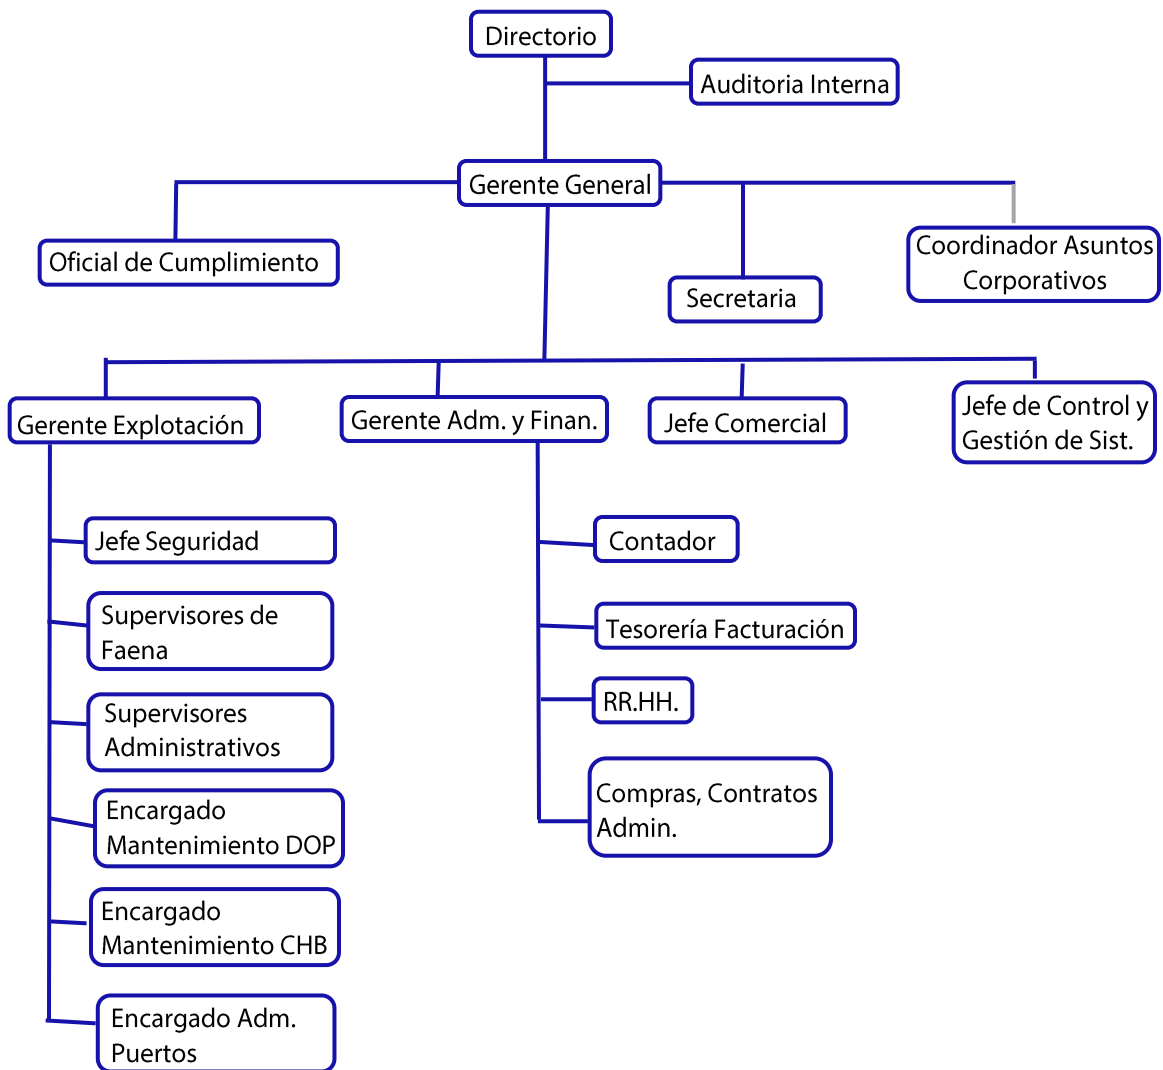 Directorio
Auditoria Interna
Gerente General
Oficial de Cumplimiento
Secretaria
Coordinador Asuntos
Corporativos
Gerente Explotación
Gerente Adm. y Finan.
Jefe Comercial
Jefe de Control y
Gestión de Sist.
Jefe Seguridad
Supervisores de
Faena
Supervisores
Administrativos
Encargado
Mantenimiento DOP
Encargado
Mantenimiento CHB
Encargado Adm.
Puertos
Contador
Tesorería Facturación
RR.HH.
Compras, Contratos
Admin.